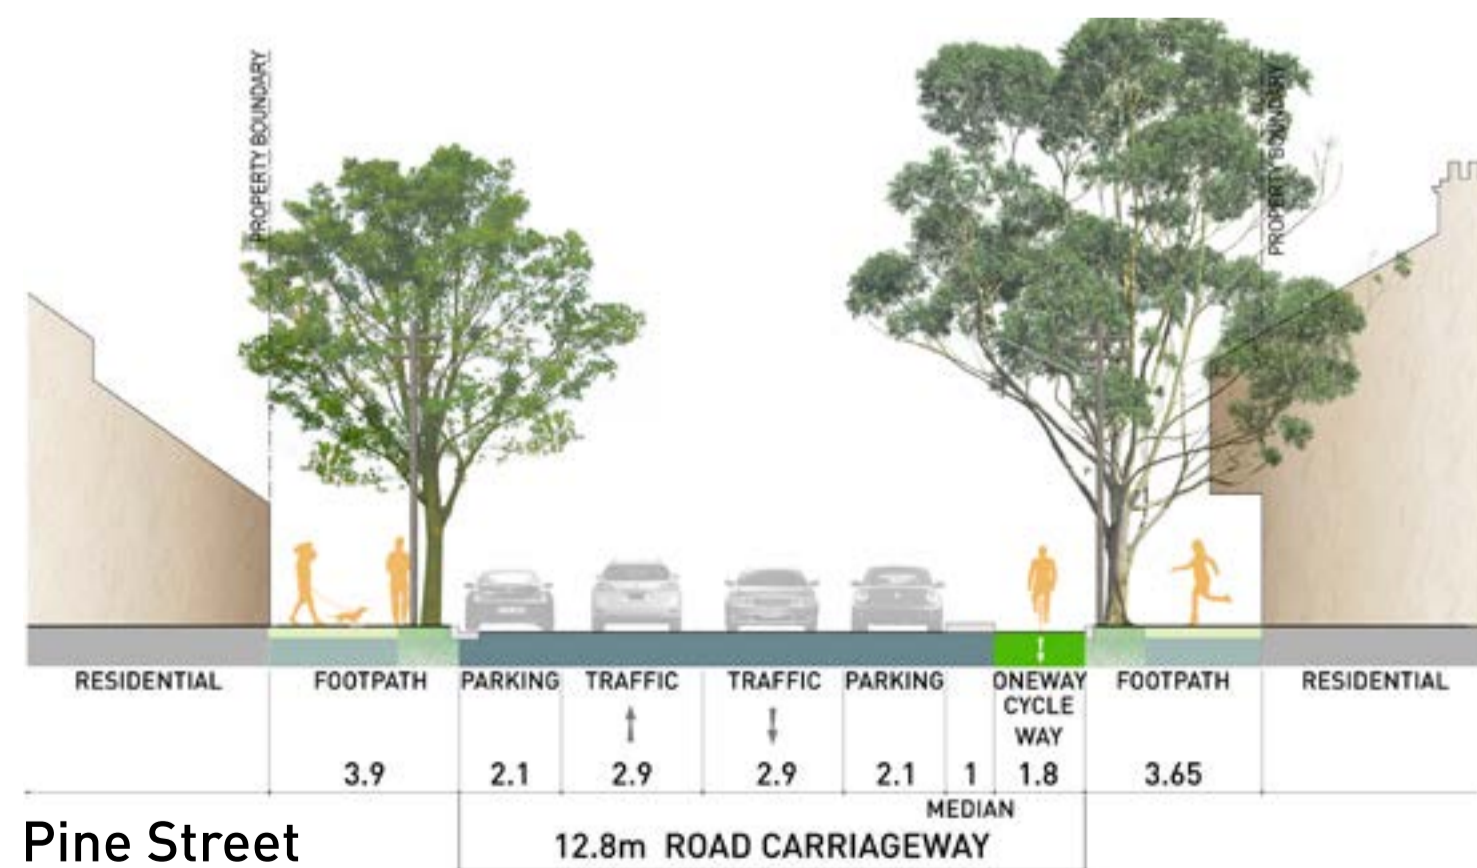 PROPERTY BOUNDARY
PROPERTY BOUNDARY
RESIDENTIAL
FOOTPATH
PARKING
TRAFFIC
TRAFFIC
PARKING
ONEWAY
CYCLE
WAY
FOOTPATH
RESIDENTIAL
3.9
2.1
2.9
2.9
2.1
1
1.8
3.65
MEDIAN
12.8m ROAD CARRIAGEWAY
Pine Street